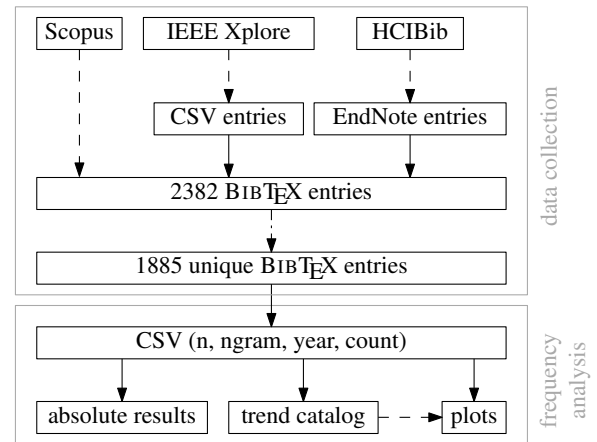 Scopus
IEEE Xplore
HCIBib
CSV entries
EndNote entries
2382 BIBTEX entries
1885 unique BIBTEX entries
data collection
CSV (n, ngram, year, count)
absolute results
trend catalog
plots
frequency
analysis